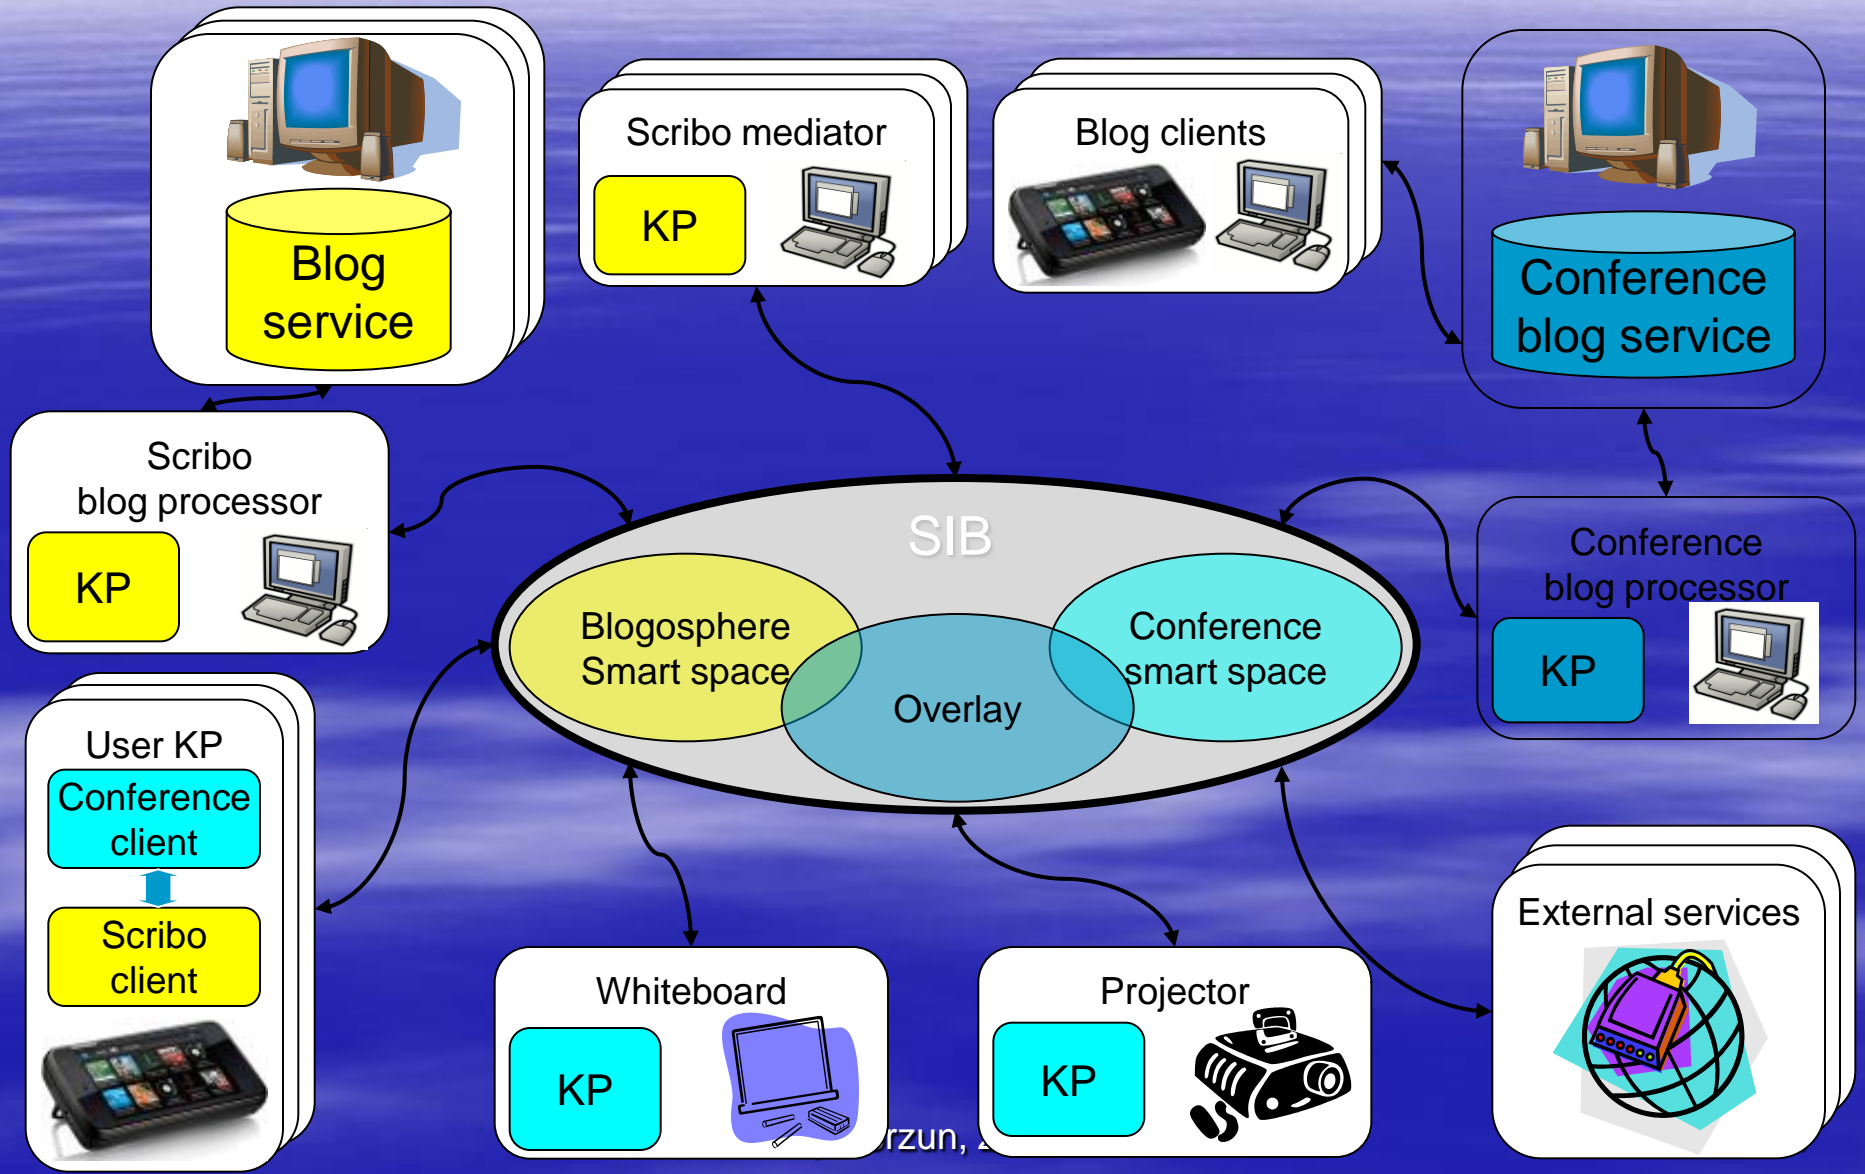 Blog
service
Scribo mediator
KP
Blog clients
Conference
blog service
Scribo
blog processor
KP
SIB
Blogosphere
Smart space
Overlay
Conference
smart space
Conference
blog processor
KP
User KP
Conference
client
Scribo
client
Whiteboard
KP
Projector
KP
External services